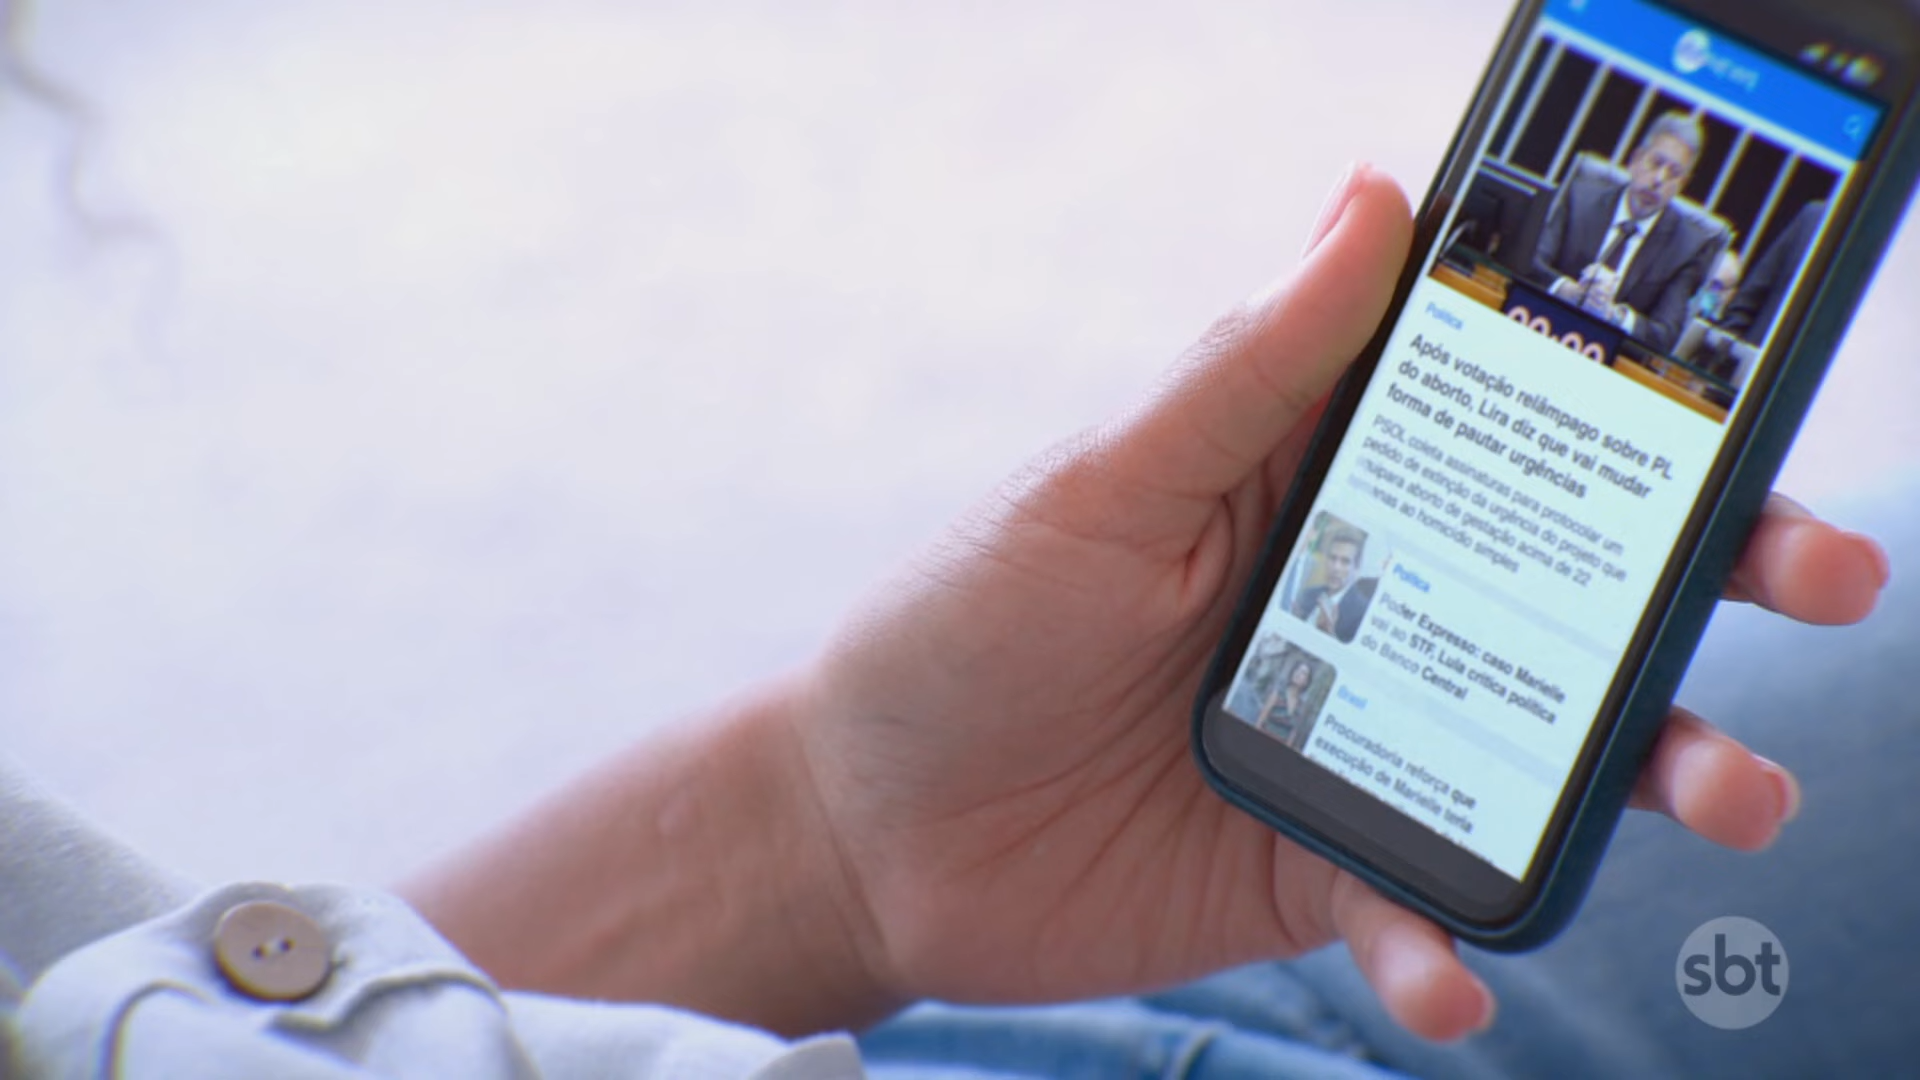 news
Política
00:00
Após votação relâmpago sobre PL
do aborto, Lira diz que vai mudar
forma de pautar urgências
PSOL coleta assinaturas para protocolar um
pedido de extinção da urgência do projeto que
equipara aborto de gestação acima de 22
semanas ao homicídio simples
Política
Poder Expresso: caso Marielle
vai ao STF, Lula critica política
do Banco Central
Brasil
Procuradoria reforça que
execução de Marielle teria
sbt